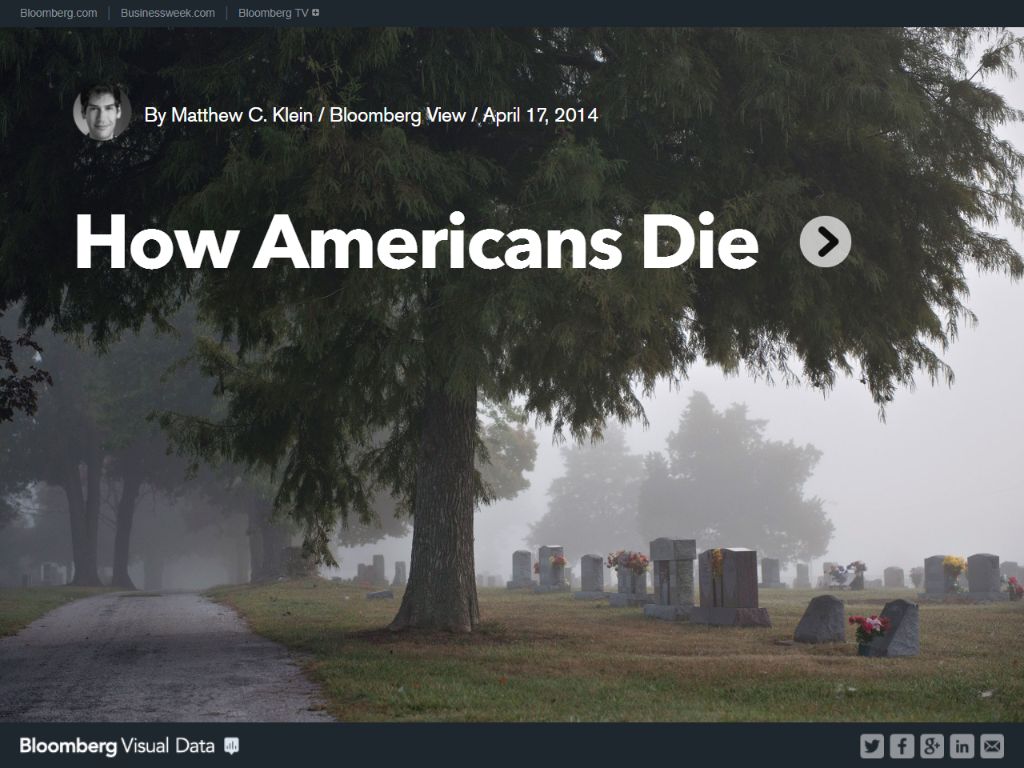 Bloomberg.com | Businessweek.com | Bloomberg TV
By Matthew C. Klein / Bloomberg View / April 17, 2014
How Americans Die
Bloomberg Visual Data